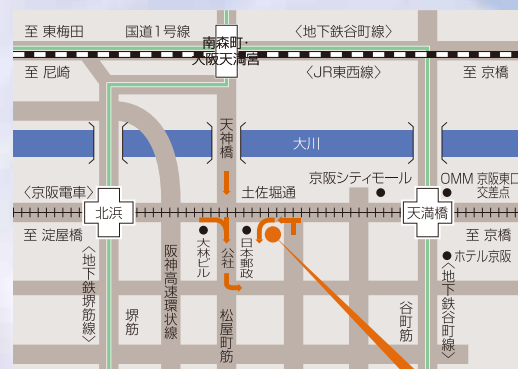 至 東梅田
国道1号線
南森町・
大阪天満宮
〈地下鉄谷町線〉
至 尼崎
〈JR東西線〉
至 京橋
天神橋
大川
京阪シティモール
OMM 京阪東口
交差点
〈京阪電車〉
北浜
土佐堀通
天満橋
至 淀屋橋
至 京橋
大林ビル
公社
日本郵政
ホテル京阪
〈地下鉄堺筋線〉
堺筋
阪神高速環状線
松屋町筋
谷町筋
〈地下鉄谷町線〉